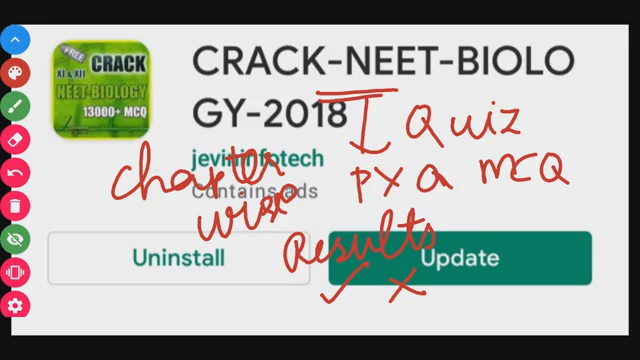 FREE
CRACK
XI & XII
NEET-BIOLOGY
13000+ MCQ
CRACK-NEET-BIOLO
GY-2018
I Quiz
jevininfotech
Chapter
wise
Contains ads
PYQ MCQ
Results
Uninstall
Update